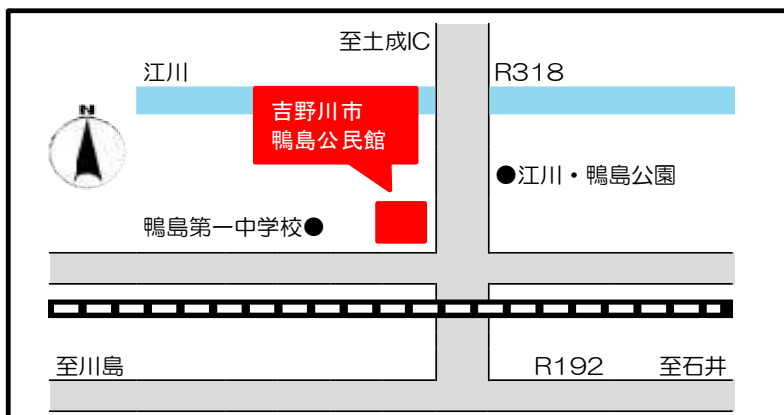 至土成IC
江川
R318
吉野川市
鴨島公民館
N
●江川・鴨島公園
鴨島第一中学校●
至川島
R192
至石井